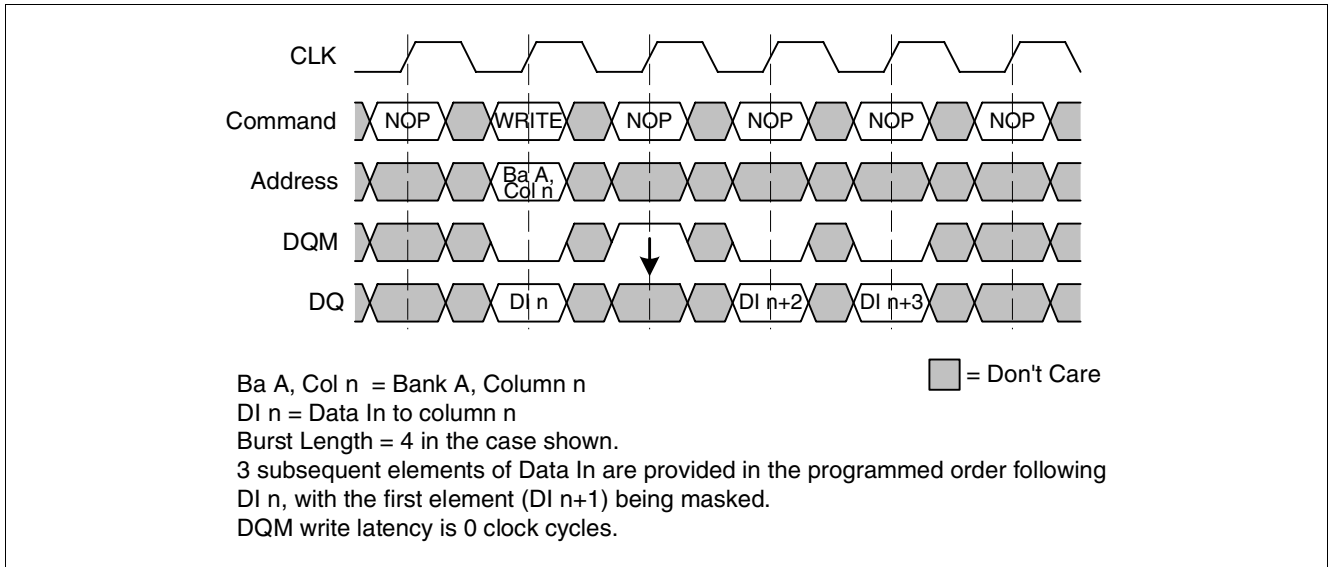 CLK
Command NOP WRITE NOP NOP NOP NOP
Address Ba A,
Col n
DQM
DQ DI n DI n+2 DI n+3
Ba A, Col n = Bank A, Column n
= Don't Care
DI n = Data In to column n
Burst Length = 4 in the case shown.
3 subsequent elements of Data In are provided in the programmed order following
DI n, with the first element (DI n+1) being masked.
DQM write latency is 0 clock cycles.